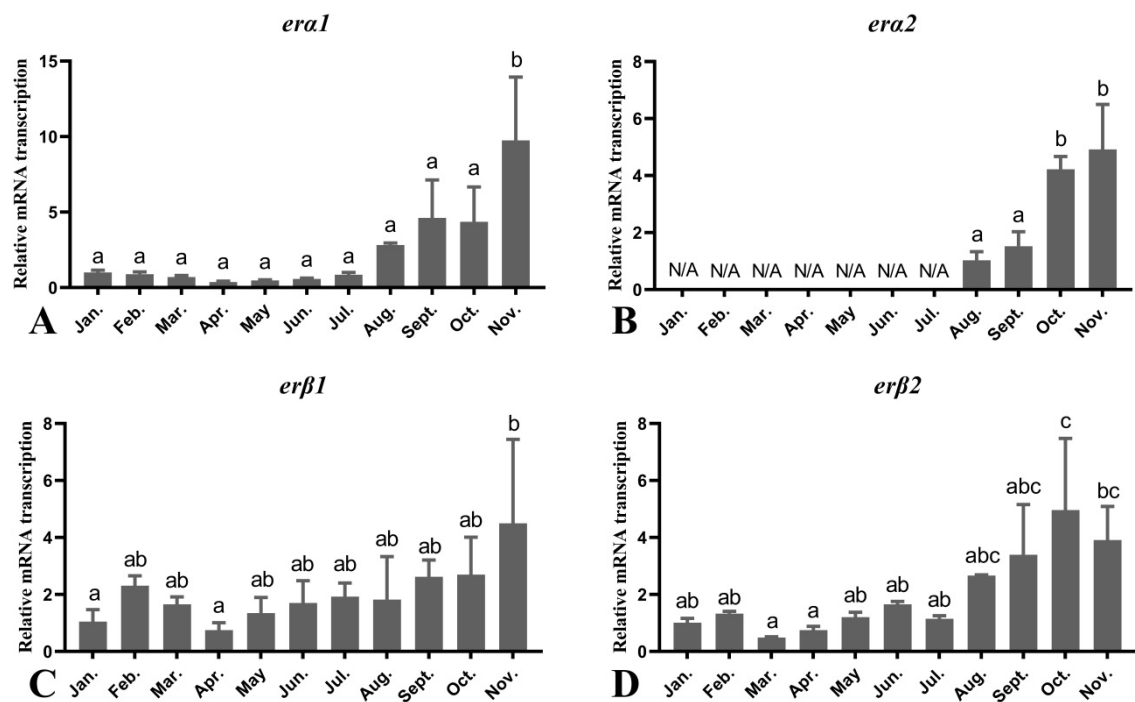 erα1
Relative mRNA transcription
15
10
5
0
a a a a a a a a a a b
Jan. Feb. Mar. Apr. May Jun. Jul. Aug. Sept. Oct. Nov.
A
erα2
Relative mRNA transcription
8
6
4
2
0
N/A N/A N/A N/A N/A N/A N/A a a b b
Jan. Feb. Mar. Apr. May Jun. Jul. Aug. Sept. Oct. Nov.
B
erβ1
Relative mRNA transcription
8
6
4
2
0
a ab ab a ab ab ab ab ab ab b
Jan. Feb. Mar. Apr. May Jun. Jul. Aug. Sept. Oct. Nov.
C
erβ2
Relative mRNA transcription
8
6
4
2
0
ab ab a a ab ab ab abc abc c bc
Jan. Feb. Mar. Apr. May Jun. Jul. Aug. Sept. Oct. Nov.
D